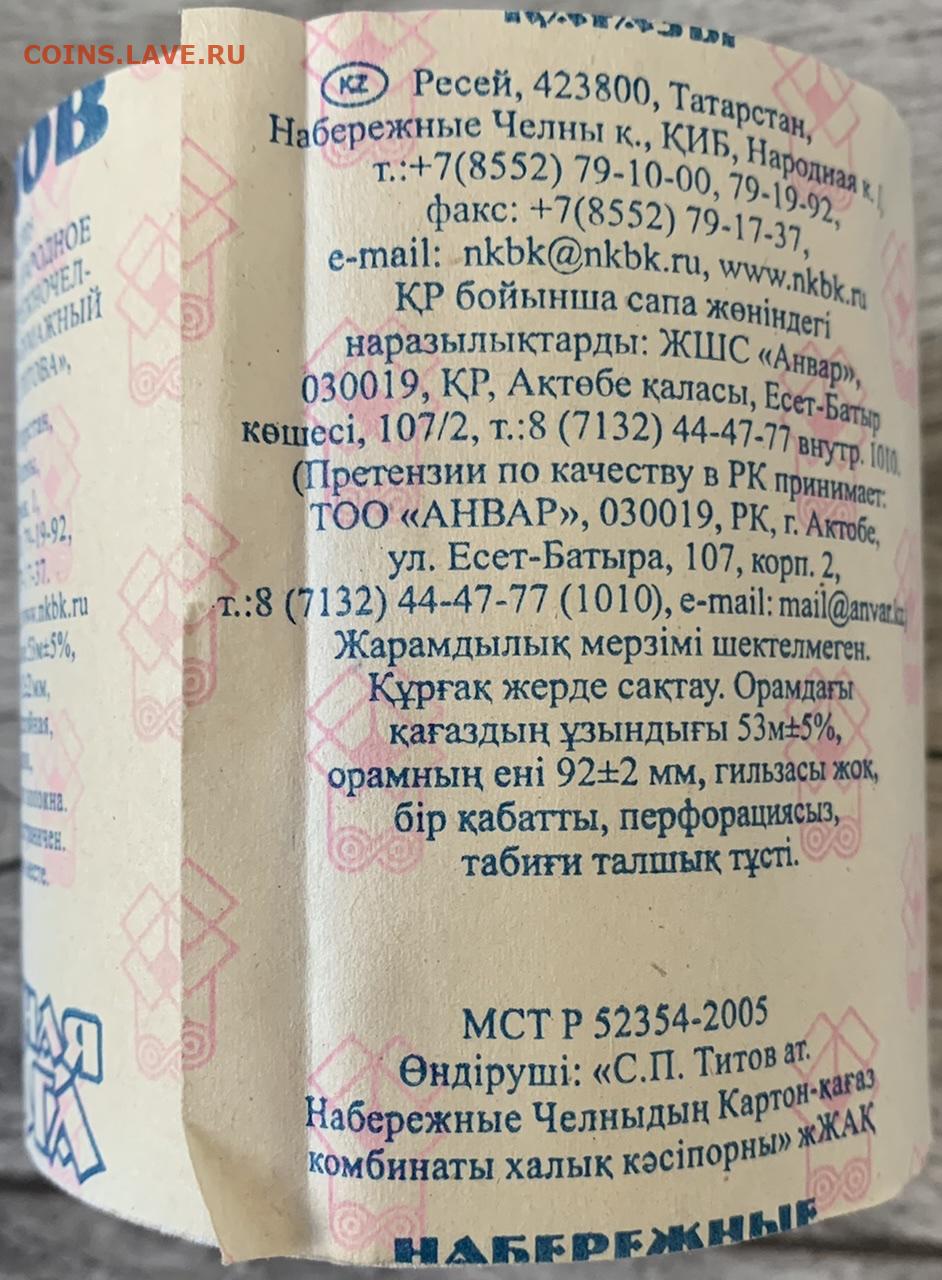 COINS.LAVE.RU
KZ Ресей, 423800, Татарстан,
Набережные Челны қ., ҚИБ, Народная к. 1,
т.:+7(8552) 79-10-00, 79-19-92,
факс: +7(8552) 79-17-37,
e-mail: nkbk@nkbk.ru, www.nkbk.ru
ҚР бойынша сапа жөніндегі
наразылықтарды: ЖШС «Анвар»,
030019, ҚР, Ақтөбе қаласы, Есет-Батыр
көшесі, 107/2, т.:8 (7132) 44-47-77 внутр. 1010.
(Претензии по качеству в РК принимает:
ТОО «АНВАР», 030019, РК, г. Актобе,
ул. Есет-Батыра, 107, корп. 2,
т.:8 (7132) 44-47-77 (1010), e-mail: mail@anvar.kz)
Жарамдылық мерзімі шектелмеген.
Құрғақ жерде сақтау. Орамдағы
қағаздың ұзындығы 53м±5%,
орамның ені 92±2 мм, гильзасы жоқ,
бір қабатты, перфорациясыз,
табиғи талшық түсті.
МСТ Р 52354-2005
Өндіруші: «С.П. Титов ат.
Набережные Челныдың Картон-қағаз
комбинаты халық кәсіпорны» жЖАҚ
НАБЕРЕЖНЫЕ